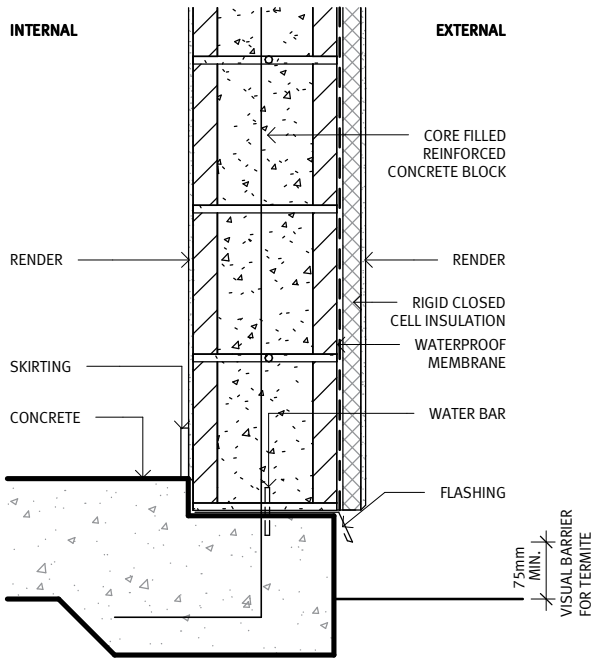 INTERNAL
EXTERNAL
CORE FILLED
REINFORCED
CONCRETE BLOCK
RENDER
RENDER
RIGID CLOSED
CELL INSULATION
WATERPROOF
MEMBRANE
SKIRTING
WATER BAR
CONCRETE
FLASHING
75mm
MIN.
VISUAL BARRIER
FOR TERMITE